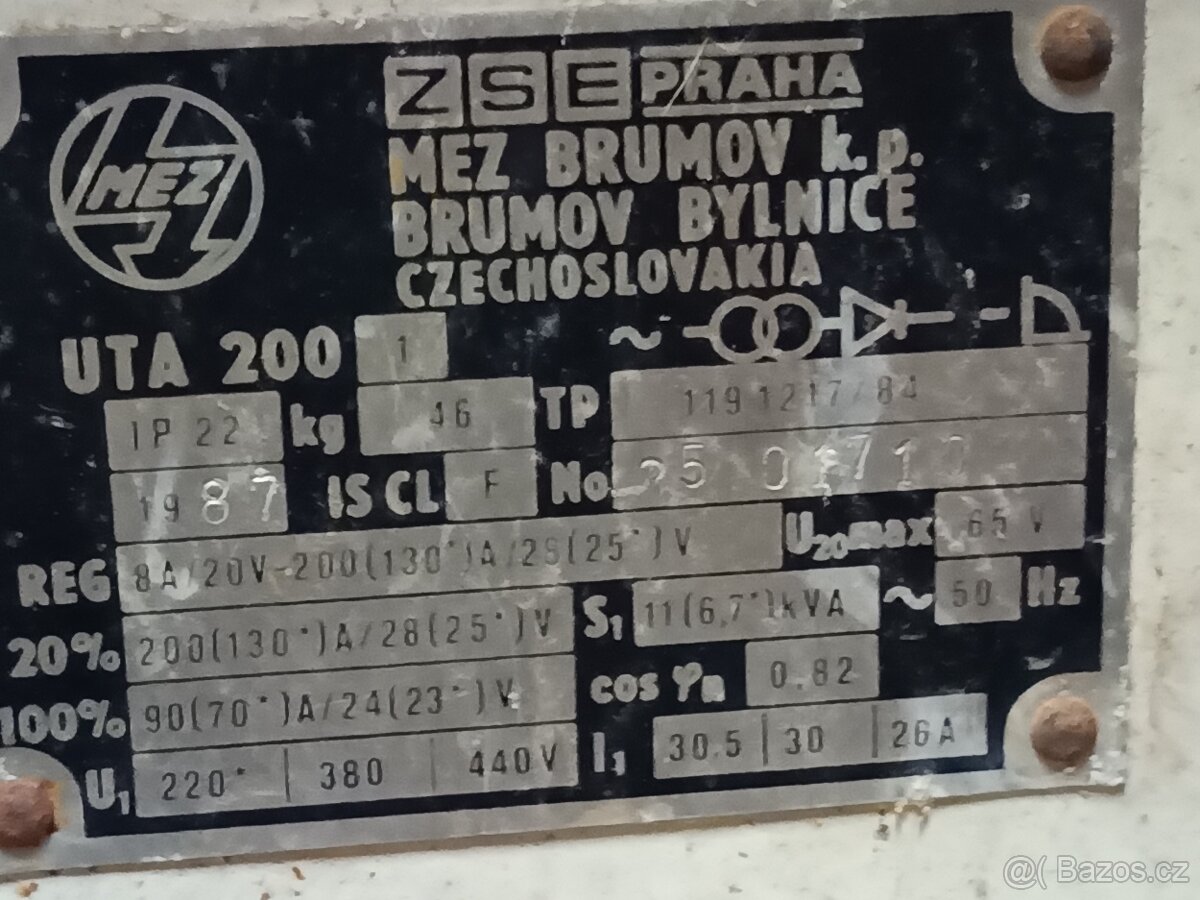 MEZ
ZSE PRAHA
MEZ BRUMOV k.p.
BRUMOV BYLNICE
CZECHOSLOVAKIA
UTA 200 1
IP 22 kg 46 TP 1191217/84
1987 IS CL F No
REG 8A/20V-200(130*)A/28(25*)V U20max 65 V
20% 200(130*)A/28(25*)V S1 11(6,7*)kVA ~ 50 Hz
100% 90(70*)A/24(23*)V cos φn 0.82
U1 220* 380 440V I1 30.5 30 26A
@( Bazos.cz